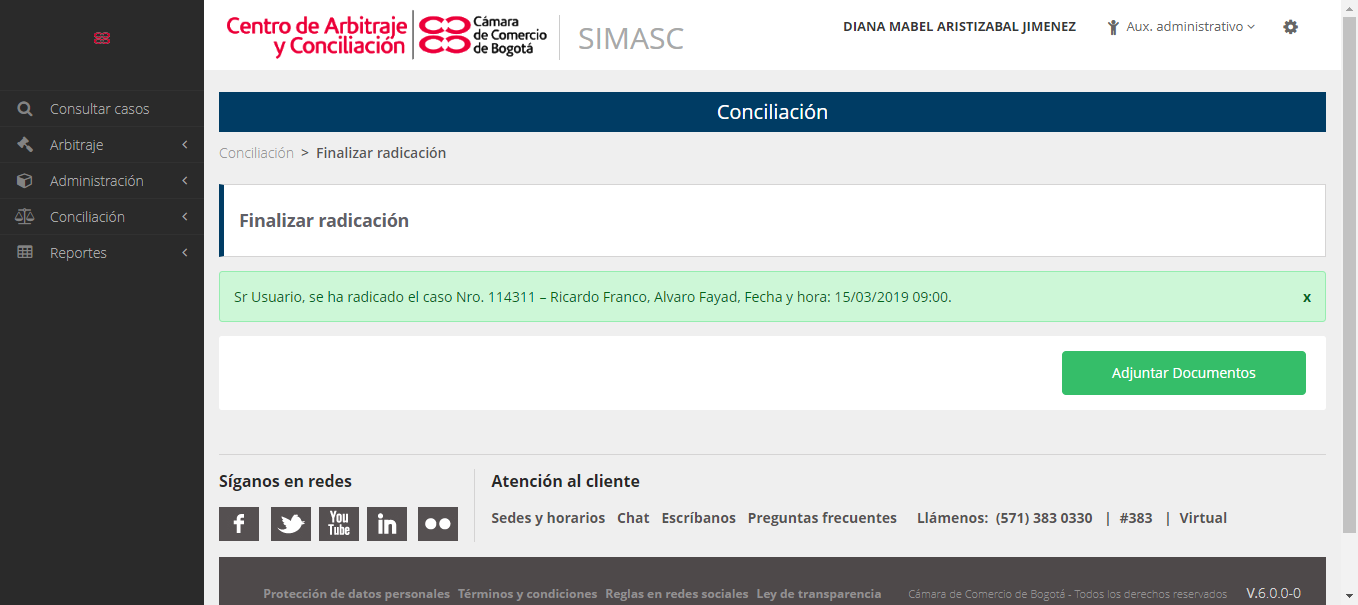 Centro de Arbitraje
y Conciliación
Cámara
de Comercio
de Bogotá
SIMASC
DIANA MABEL ARISTIZABAL JIMENEZ
Aux. administrativo
Consultar casos
Arbitraje
Administración
Conciliación
Reportes
Conciliación
Conciliación > Finalizar radicación
Finalizar radicación
Sr Usuario, se ha radicado el caso Nro. 114311 – Ricardo Franco, Alvaro Fayad, Fecha y hora: 15/03/2019 09:00.
x
Adjuntar Documentos
Síganos en redes
You
Tube
in
Atención al cliente
Sedes y horarios Chat Escríbanos Preguntas frecuentes Llámenos: (571) 383 0330 | #383 | Virtual
Protección de datos personales Términos y condiciones Reglas en redes sociales Ley de transparencia Cámara de Comercio de Bogotá - Todos los derechos reservados V.6.0.0-0